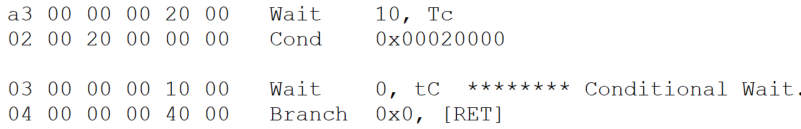 a3 00 00 00 20 00 Wait 10, Tc
02 00 20 00 00 00 Cond 0x00020000
03 00 00 00 10 00 Wait 0, tC ******** Conditional Wait.
04 00 00 00 40 00 Branch 0x0, [RET]